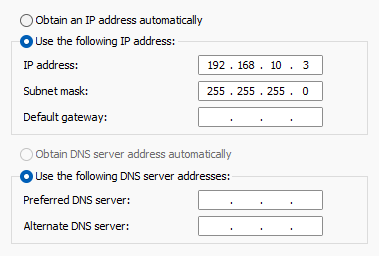 Obtain an IP address automatically
Use the following IP address:
IP address: 192 . 168 . 10 . 3
Subnet mask: 255 . 255 . 255 . 0
Default gateway: . . .
Obtain DNS server address automatically
Use the following DNS server addresses:
Preferred DNS server: . . .
Alternate DNS server: . . .